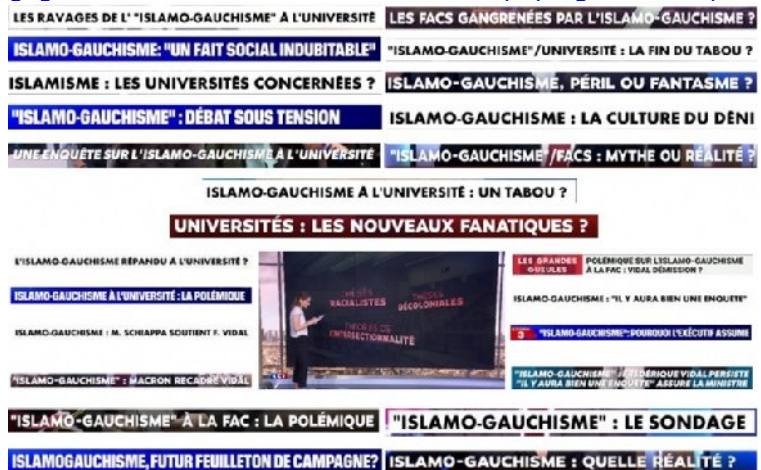 LES RAVAGES DE L' "ISLAMO-GAUCHISME" À L'UNIVERSITÉ
LES FACS GANGRENÉES PAR L'ISLAMO-GAUCHISME ?
ISLAMO-GAUCHISME: "UN FAIT SOCIAL INDUBITABLE"
"ISLAMO-GAUCHISME"/UNIVERSITÉ : LA FIN DU TABOU ?
ISLAMISME : LES UNIVERSITÉS CONCERNÉES ?
ISLAMO-GAUCHISME, PÉRIL OU FANTASME ?
"ISLAMO-GAUCHISME" : DÉBAT SOUS TENSION
ISLAMO-GAUCHISME : LA CULTURE DU DÉNI
UNE ENQUÊTE SUR L'ISLAMO-GAUCHISME À L'UNIVERSITÉ
"ISLAMO-GAUCHISME"/FACS : MYTHE OU RÉALITÉ ?
ISLAMO-GAUCHISME À L'UNIVERSITÉ : UN TABOU ?
UNIVERSITÉS : LES NOUVEAUX FANATIQUES ?
L'ISLAMO-GAUCHISME RÉPANDU À L'UNIVERSITÉ ?
ISLAMO-GAUCHISME À L'UNIVERSITÉ : LA POLÉMIQUE
ISLAMO-GAUCHISME : M. SCHIAPPA SOUTIENT F. VIDAL
"ISLAMO-GAUCHISME" : MACRON RECADRE VIDAL
THÈSES
RACIALISTES
THÈSES
DÉCOLONIALES
THÉORIES DE
L'INTERSECTIONNALITÉ
LCI
LES GRANDES
GUEULES
POLÉMIQUE SUR L'ISLAMO-GAUCHISME
À LA FAC : VIDAL DÉMISSION ?
ISLAMO-GAUCHISME : "IL Y AURA BIEN UNE ENQUÊTE"
3
"ISLAMO-GAUCHISME": POURQUOI L'EXÉCUTIF ASSUME
"ISLAMO-GAUCHISME" : FRÉDÉRIQUE VIDAL PERSISTE
"IL Y AURA BIEN UNE ENQUÊTE" ASSURE LA MINISTRE
"ISLAMO-GAUCHISME" À LA FAC : LA POLÉMIQUE
"ISLAMO-GAUCHISME" : LE SONDAGE
ISLAMOGAUCHISME, FUTUR FEUILLETON DE CAMPAGNE?
ISLAMO-GAUCHISME : QUELLE RÉALITÉ ?